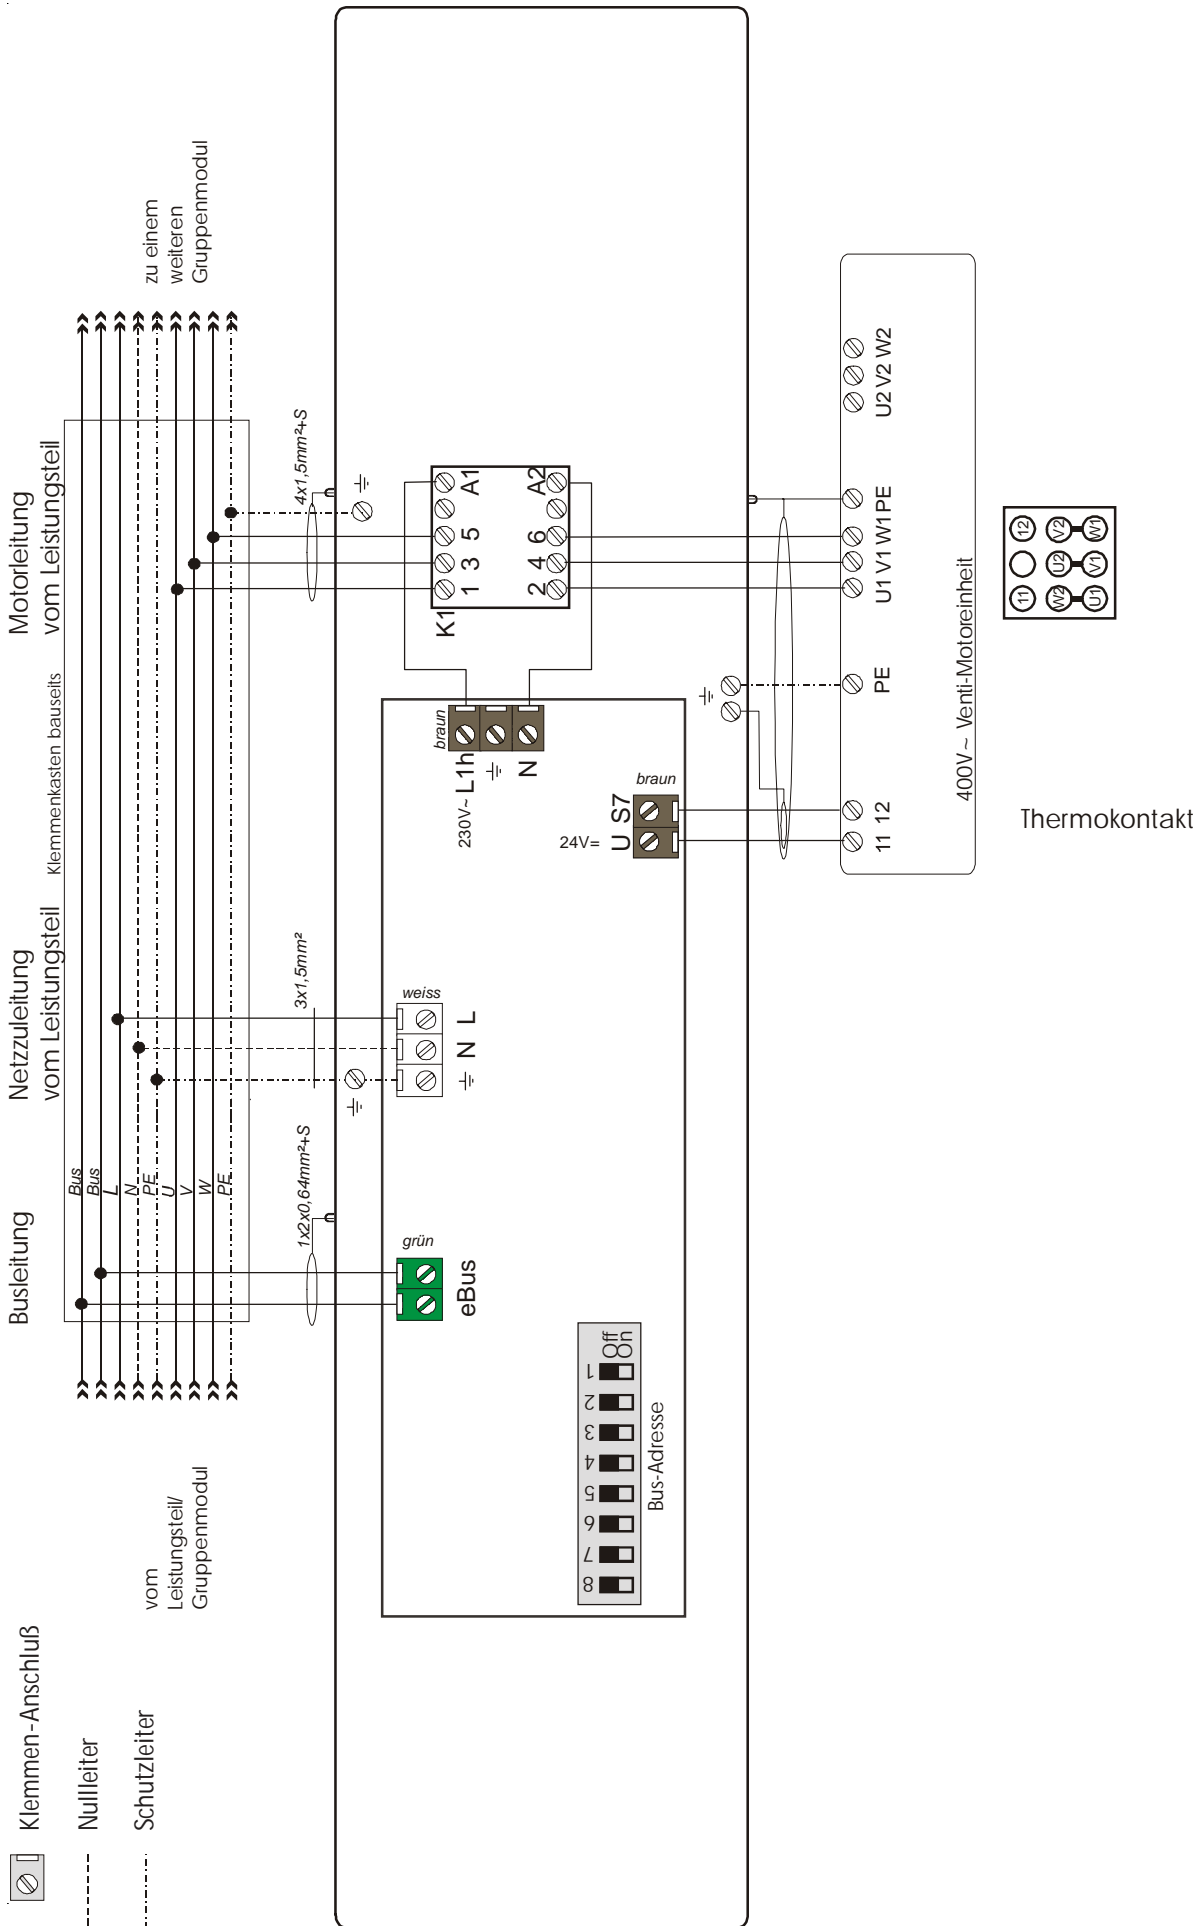 Klemmen-Anschluß
Nullleiter
Schutzleiter
vom
Leistungsteil/
Gruppenmodul
Busleitung
Netzzuleitung
vom Leistungsteil
Klemmenkasten bauseits
Motorleitung
vom Leistungsteil
zu einem
weiteren
Gruppenmodul
Bus
Bus
L
N
PE
U
V
W
PE
1x2x0,64mm²+S
3x1,5mm²
4x1,5mm²+S
grün
eBus
weiss
N L
braun
230V~ L1h
N
K1
1 3 5 A1
2 4 6 A2
braun
24V= U S7
8 7 6 5 4 3 2 1
Off
On
Bus-Adresse
11 12
PE
U1 V1 W1 PE
U2 V2 W2
400V~ Venti-Motoreinheit
11 12
W2 U2 V2
U1 V1 W1
Thermokontakt